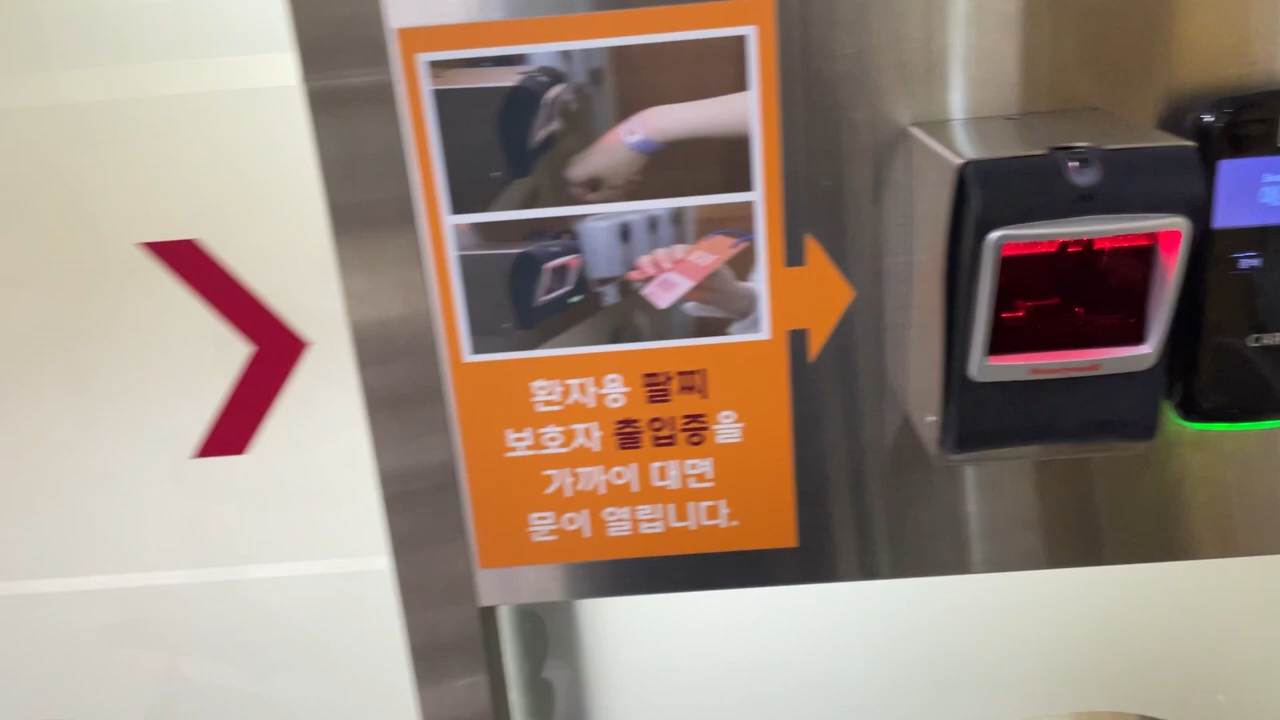 환자용 팔찌
보호자 출입증을
가까이 대면
문이 열립니다.